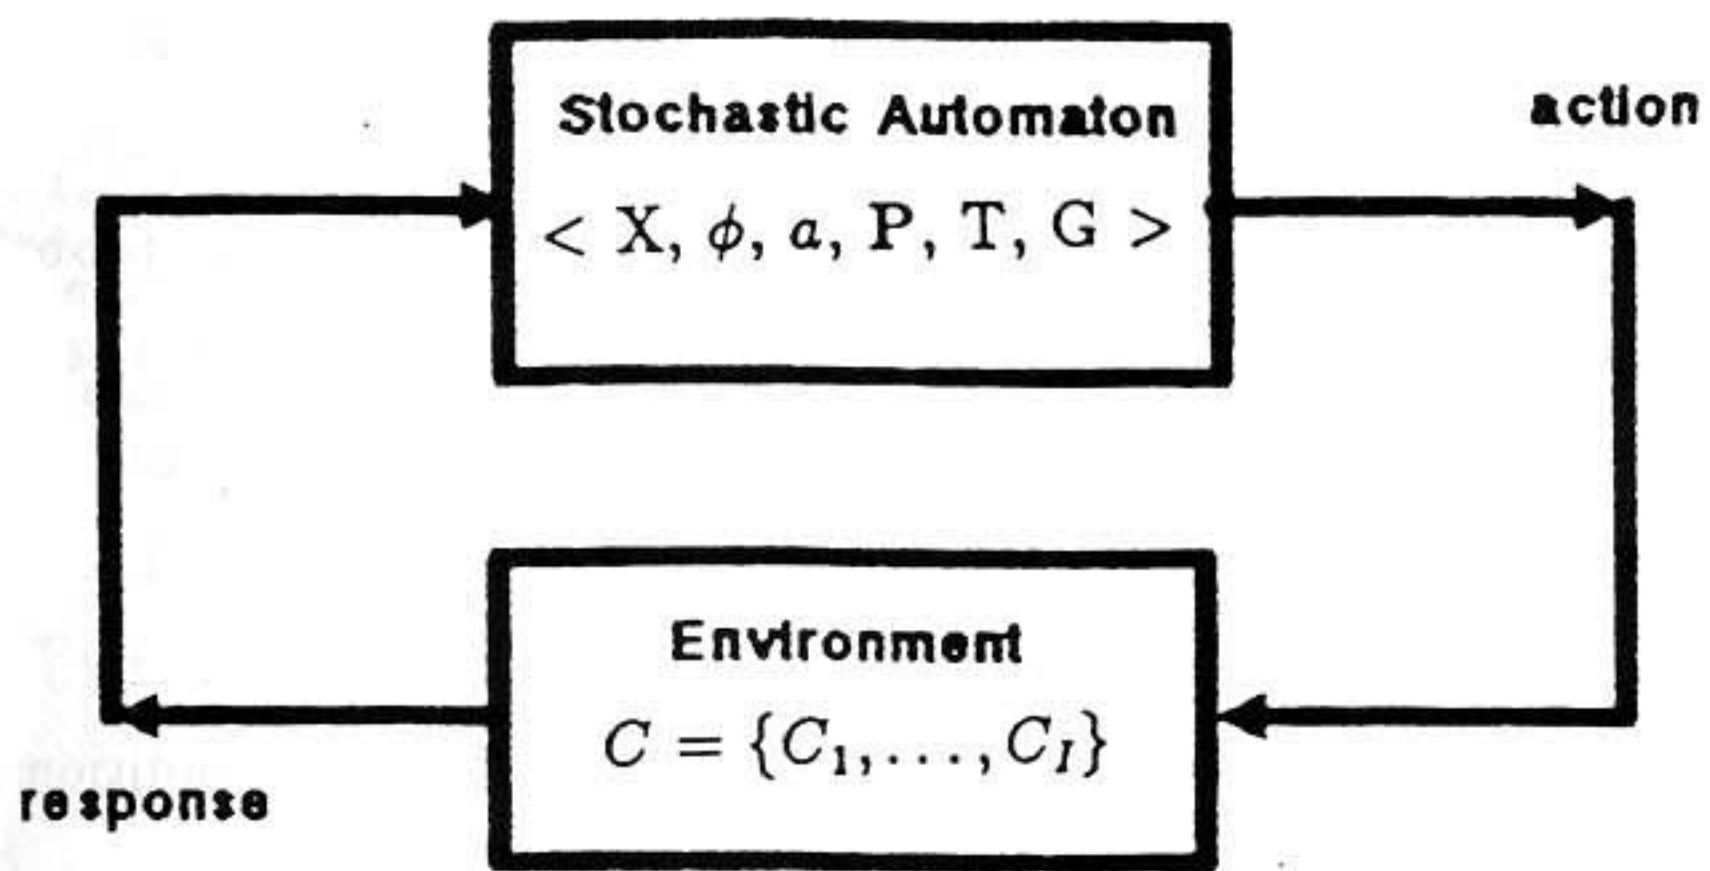 Stochastic Automaton
action
< X, ϕ, a, P, T, G >
Environment
C = {C₁,...,C_I}
response